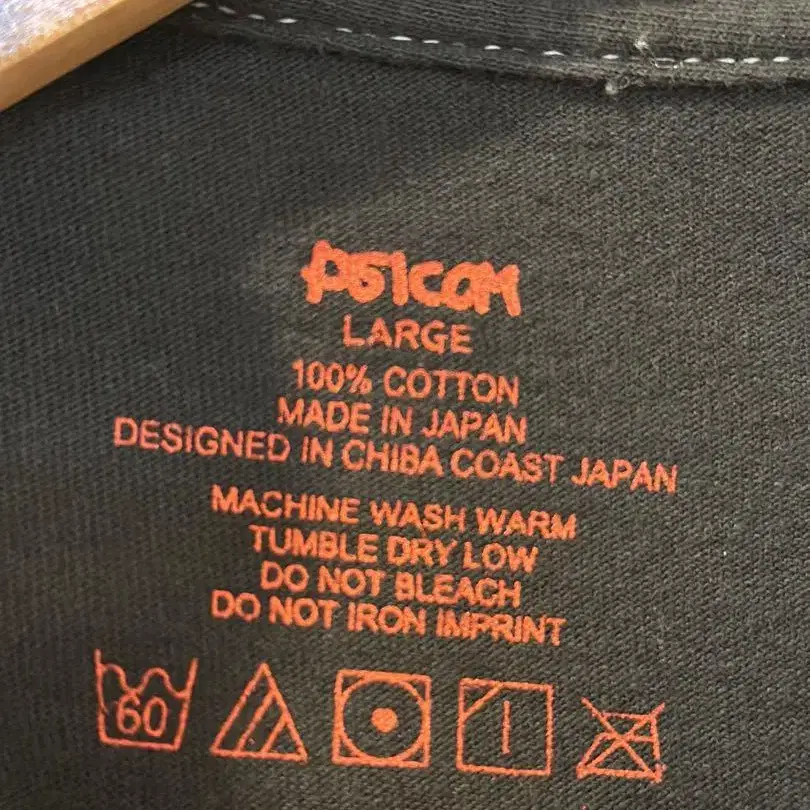 PSICOM
LARGE
100% COTTON
MADE IN JAPAN
DESIGNED IN CHIBA COAST JAPAN
MACHINE WASH WARM
TUMBLE DRY LOW
DO NOT BLEACH
DO NOT IRON IMPRINT
60